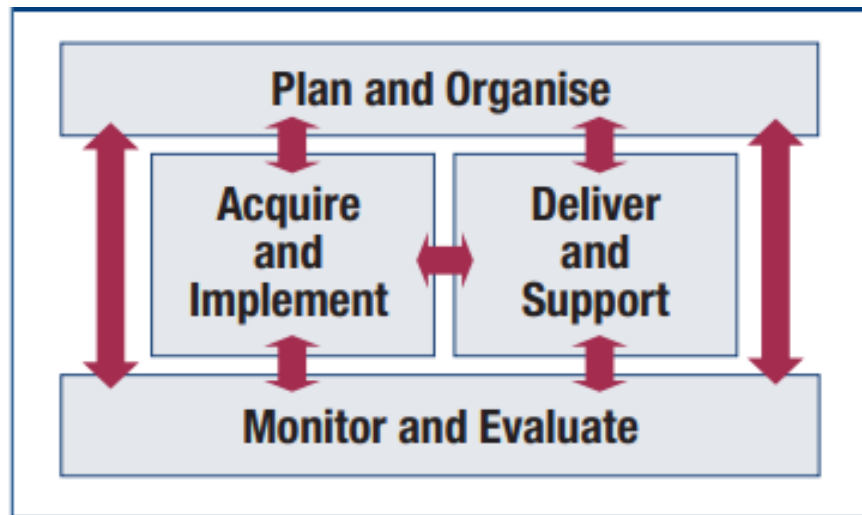 Plan and Organise
Acquire
and
Implement
Deliver
and
Support
Monitor and Evaluate